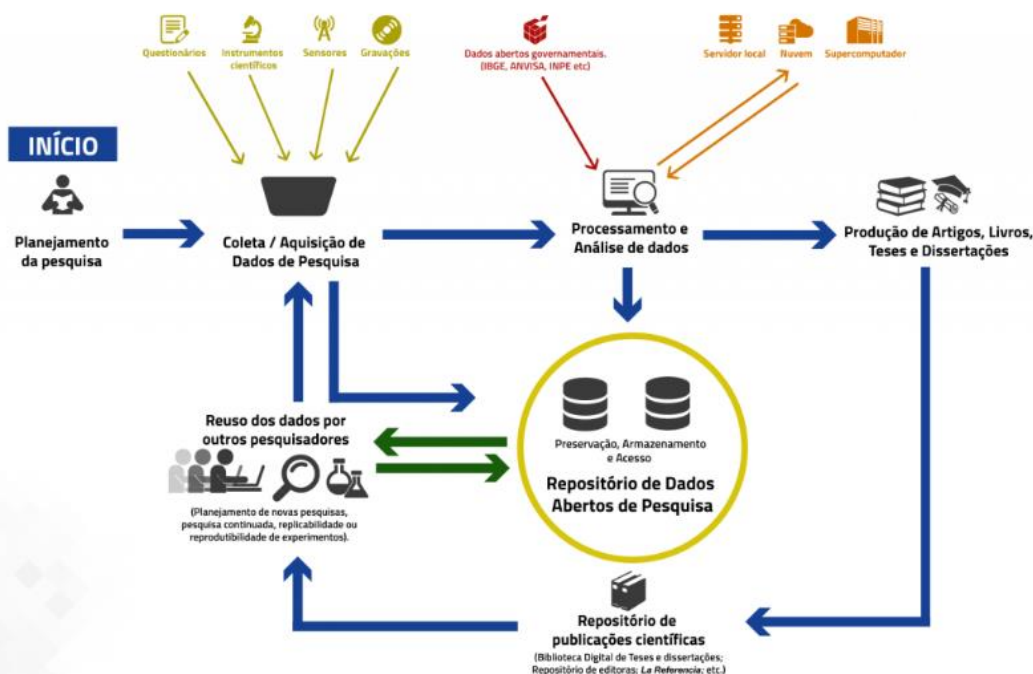 Questionários
Instrumentos
científicos
Sensores
Gravações
Dados abertos governamentais.
(IBGE, ANVISA, INPE etc)
Servidor local
Nuvem
Supercomputador
INÍCIO
Planejamento
da pesquisa
Coleta / Aquisição de
Dados de Pesquisa
Processamento e
Análise de dados
Produção de Artigos, Livros,
Teses e Dissertações
Reuso dos dados por
outros pesquisadores
(Planejamento de novas pesquisas,
pesquisa continuada, replicabilidade ou
reprodutibilidade de experimentos).
Preservação, Armazenamento
e Acesso
Repositório de Dados
Abertos de Pesquisa
Repositório de
publicações científicas
(Biblioteca Digital de Teses e dissertações;
Repositório de editoras; La Referencia; etc.)